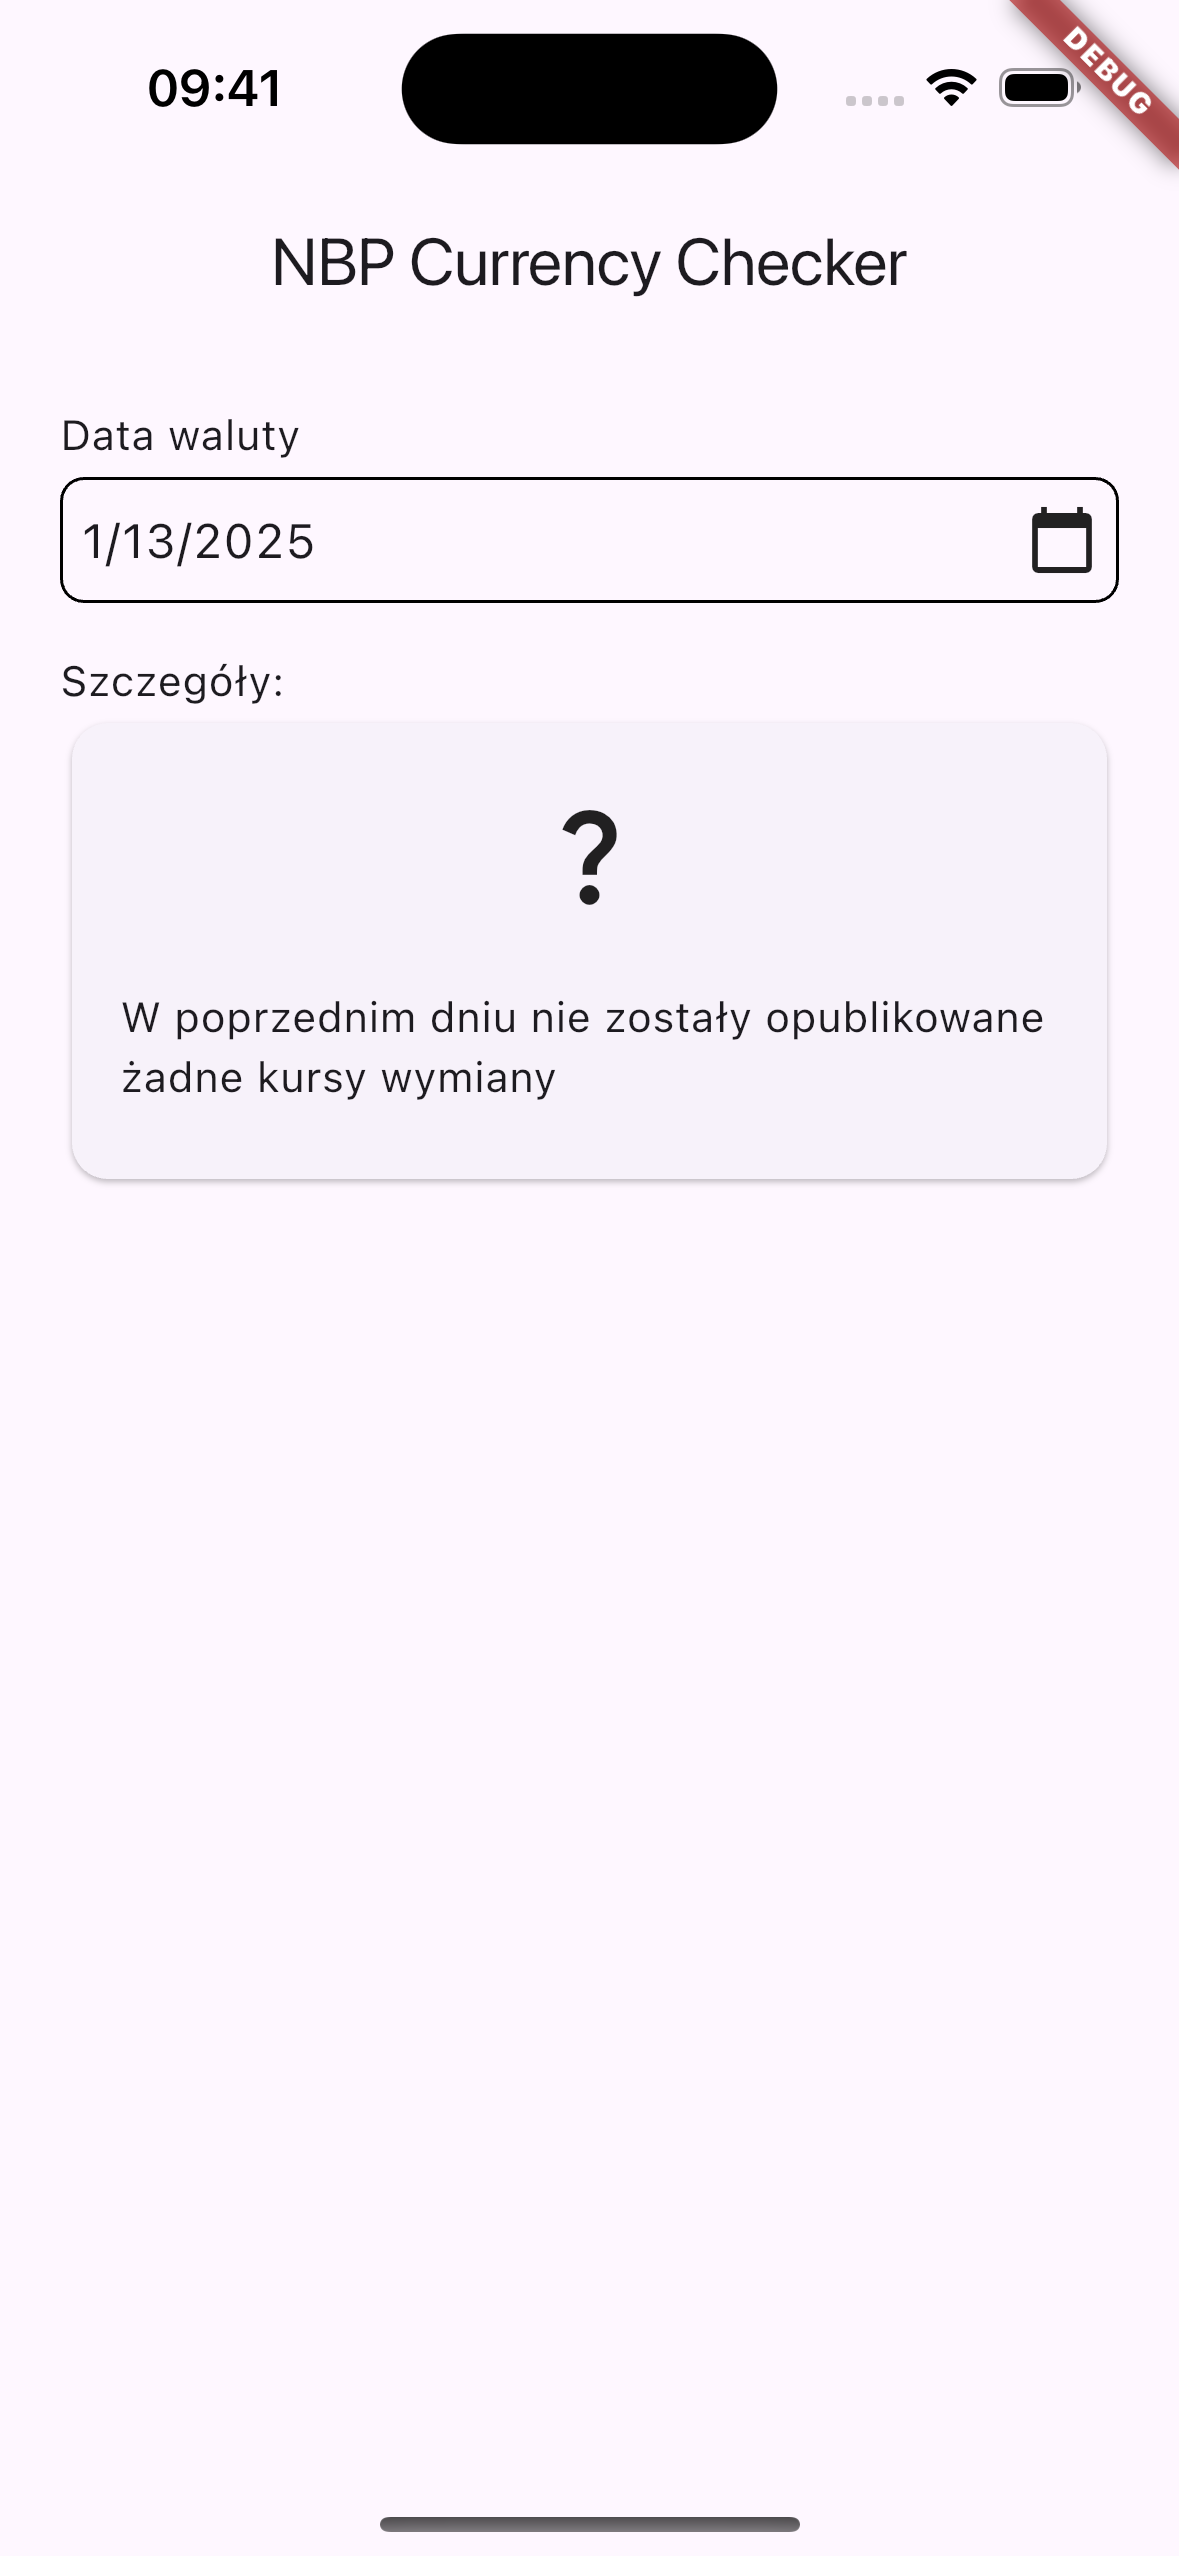 09:41
DEBUG
NBP Currency Checker
Data waluty
1/13/2025
Szczegóły:
?
W poprzednim dniu nie zostały opublikowane
żadne kursy wymiany